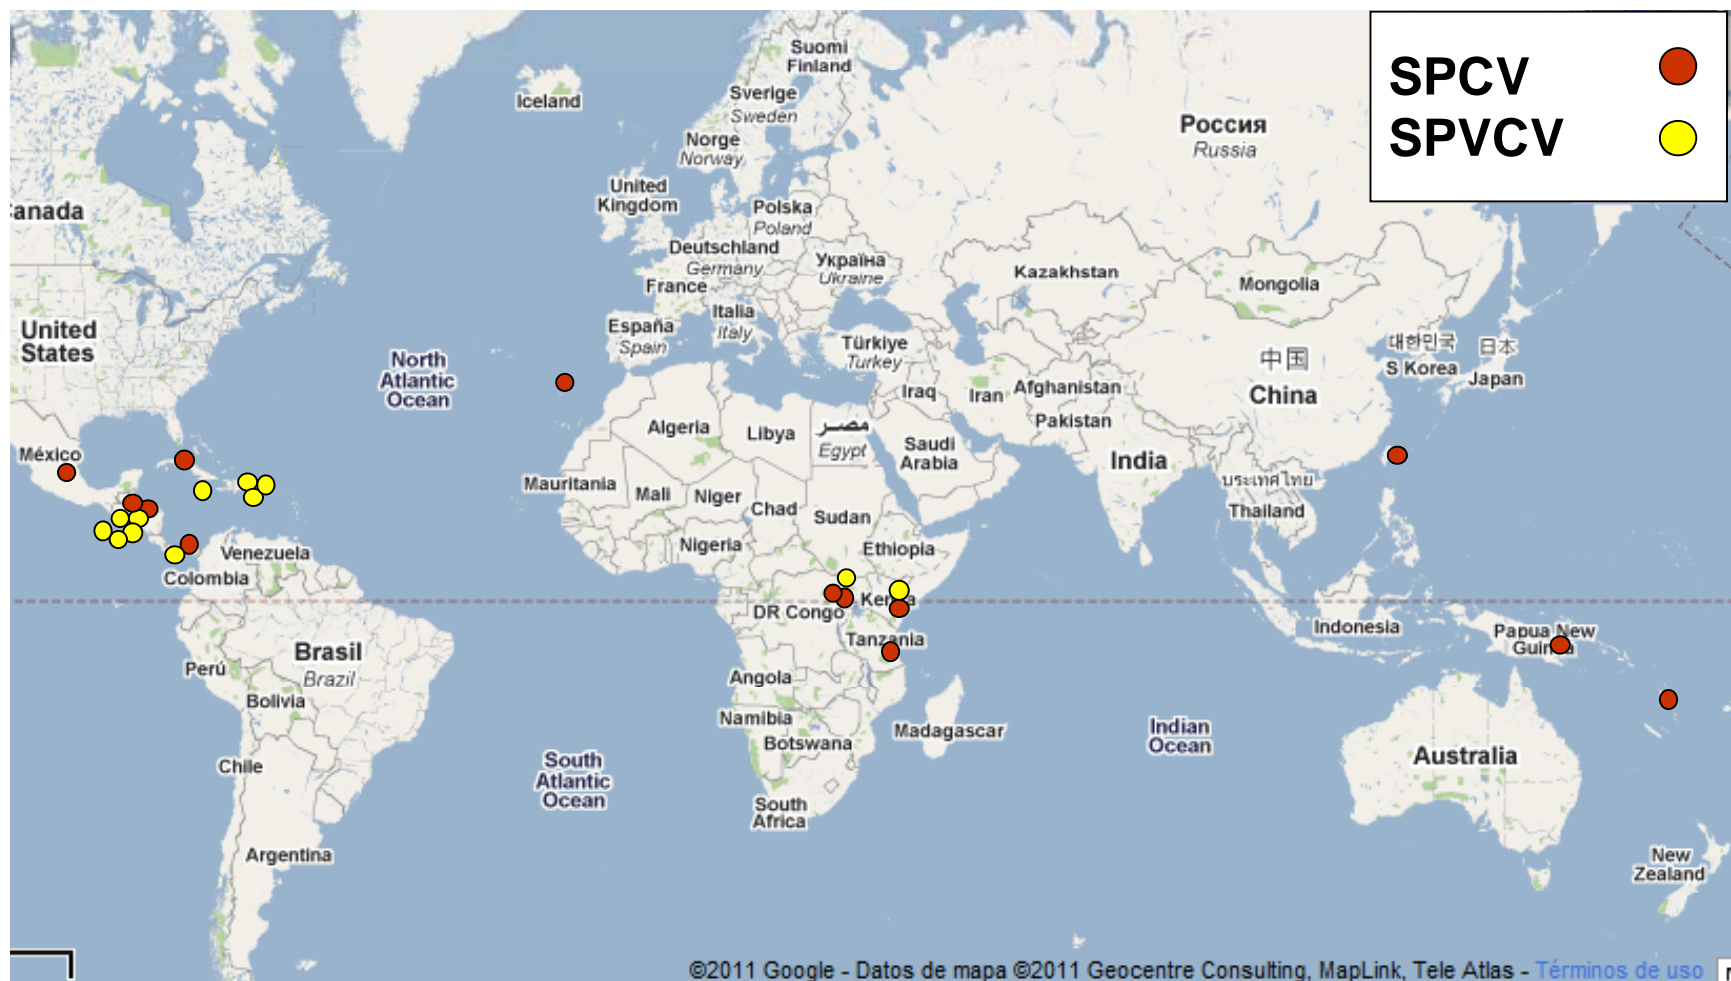 SPCV
SPVCV
Suomi
Finland
Iceland
Sverige
Sweden
Norge
Norway
Россия
Russia
United
Kingdom
Polska
Poland
anada
Deutschland
Germany
Україна
Ukraine
France
Kazakhstan
Mongolia
United
States
Italia
Italy
España
Spain
Türkiye
Turkey
대한민국
S Korea
日本
Japan
North
Atlantic
Ocean
中国
China
Iraq
Iran
Afghanistan
Pakistan
Algeria
Libya
مصر
Egypt
Saudi
Arabia
India
México
Mauritania
Mali
Niger
Chad
Sudan
ประเทศไทย
Thailand
Nigeria
Ethiopia
Venezuela
Colombia
DR Congo
Kenya
Tanzania
Indonesia
Papua New
Guinea
Brasil
Brazil
Perú
Bolivia
Angola
Namibia
Botswana
Madagascar
Indian
Ocean
Australia
Chile
South
Atlantic
Ocean
South
Africa
Argentina
New
Zealand
©2011 Google - Datos de mapa ©2011 Geocentre Consulting, MapLink, Tele Atlas - Términos de uso